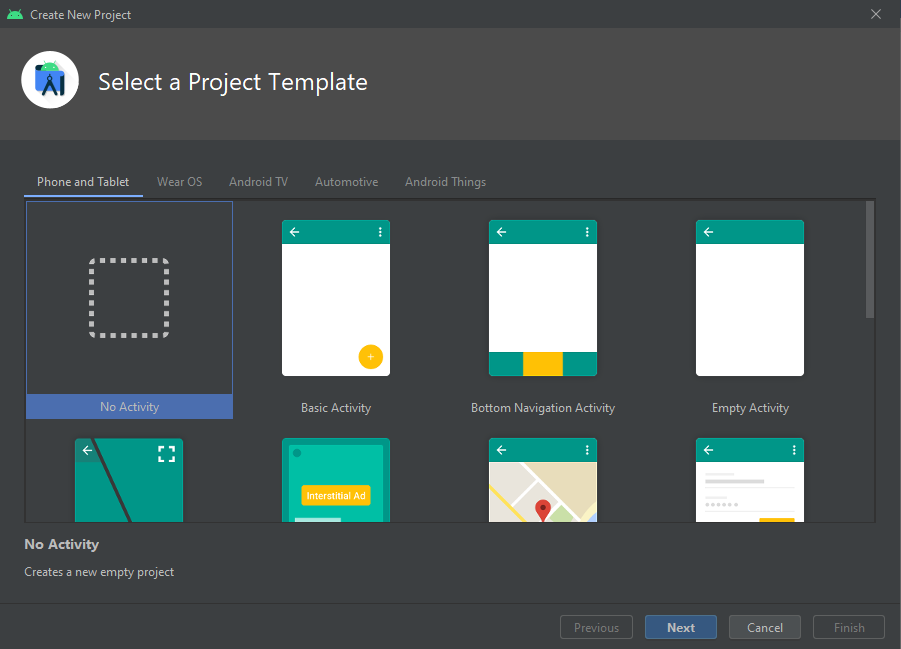 Create New Project
Select a Project Template
Phone and Tablet Wear OS Android TV Automotive Android Things
No Activity Basic Activity Bottom Navigation Activity Empty Activity
Interstitial Ad
No Activity
Creates a new empty project
Previous Next Cancel Finish